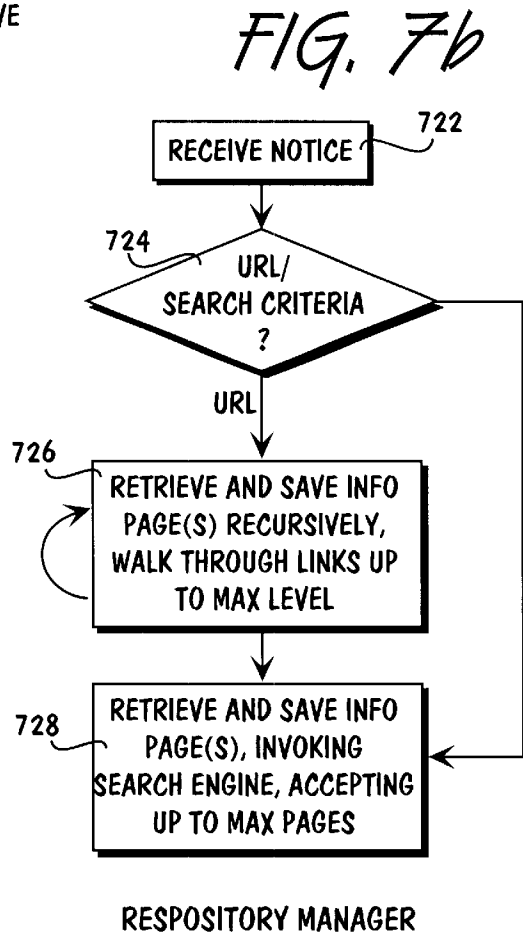 FIG. 7b
RECEIVE NOTICE
722
724
URL/
SEARCH CRITERIA
?
URL
726
RETRIEVE AND SAVE INFO
PAGE(S) RECURSIVELY,
WALK THROUGH LINKS UP
TO MAX LEVEL
728
RETRIEVE AND SAVE INFO
PAGE(S), INVOKING
SEARCH ENGINE, ACCEPTING
UP TO MAX PAGES
RESPOSITORY MANAGER